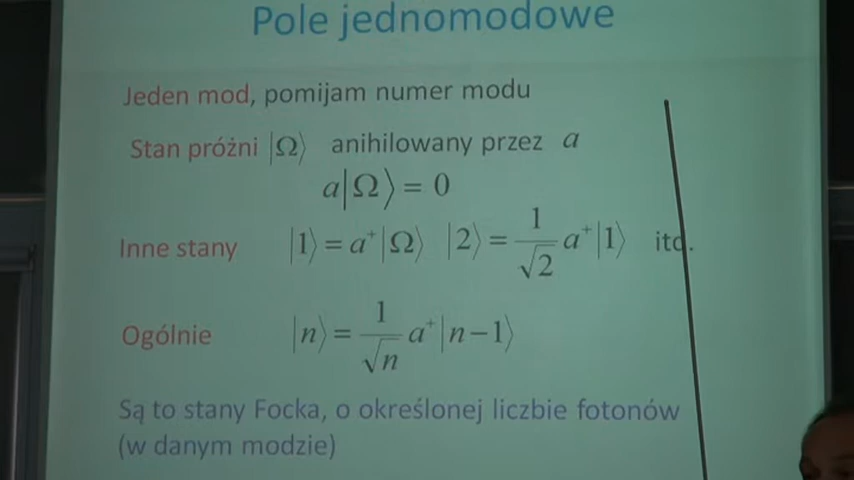 Pole jednomodowe
Jeden mod, pomijam numer modu
Stan próżni |Ω⟩ anihilowany przez a
a|Ω⟩ = 0
Inne stany |1⟩ = a⁺|Ω⟩ |2⟩ = 1/√2 a⁺|1⟩ itd.
Ogólnie |n⟩ = 1/√n a⁺|n−1⟩
Są to stany Focka, o określonej liczbie fotonów
(w danym modzie)